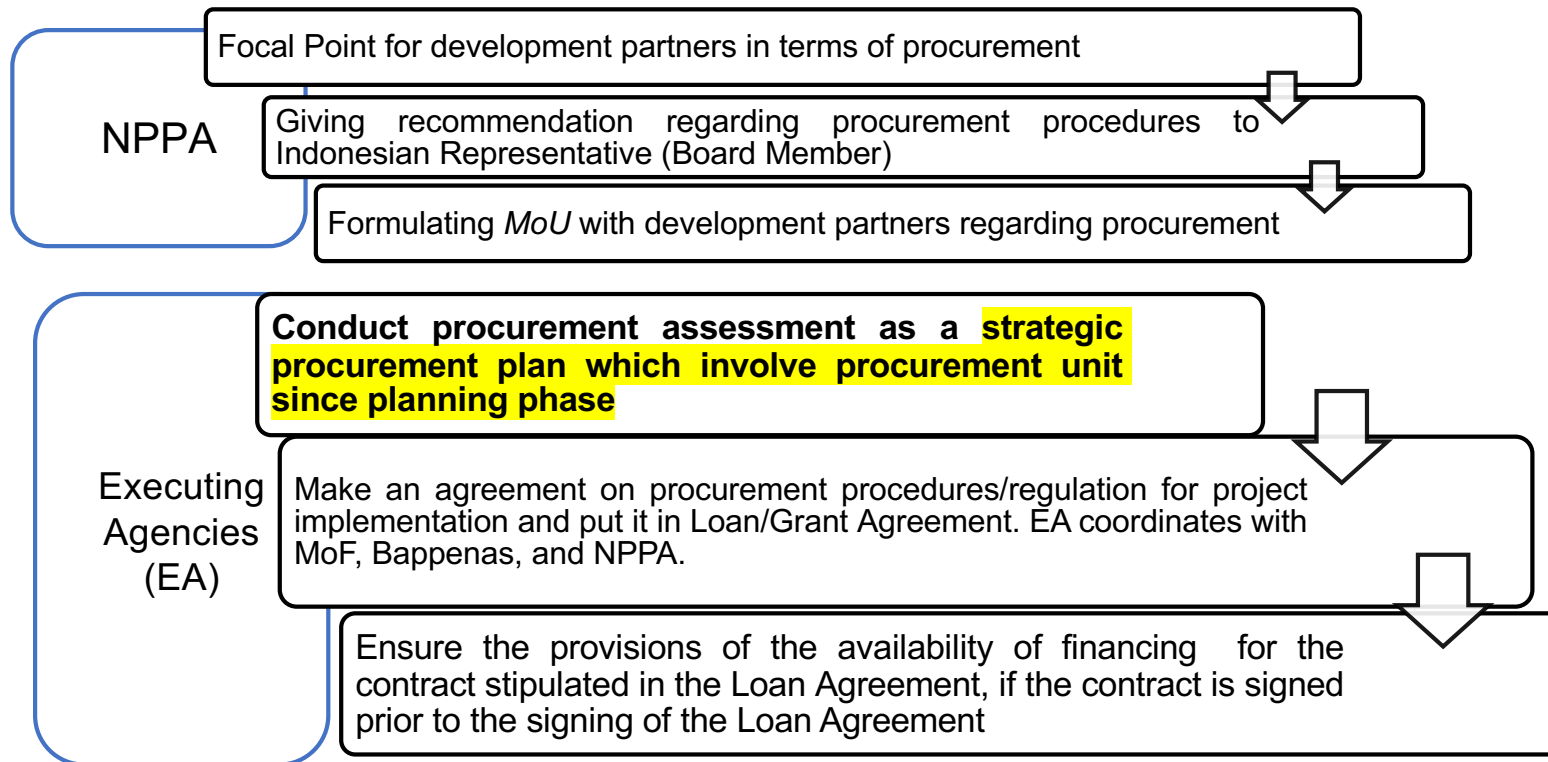 Focal Point for development partners in terms of procurement
NPPA
Giving recommendation regarding procurement procedures to
Indonesian Representative (Board Member)
Formulating MoU with development partners regarding procurement
Conduct procurement assessment as a strategic
procurement plan which involve procurement unit
since planning phase
Executing
Agencies
(EA)
Make an agreement on procurement procedures/regulation for project
implementation and put it in Loan/Grant Agreement. EA coordinates with
MoF, Bappenas, and NPPA.
Ensure the provisions of the availability of financing for the
contract stipulated in the Loan Agreement, if the contract is signed
prior to the signing of the Loan Agreement